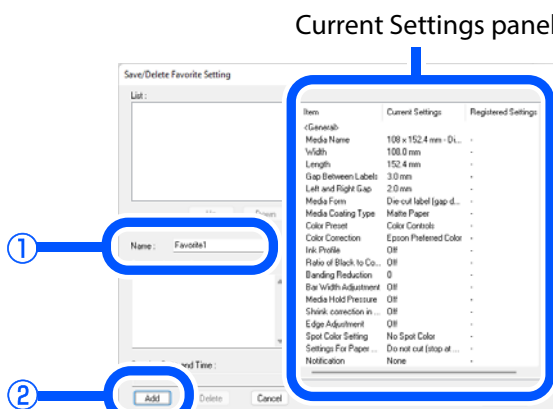 Current Settings panel
Save/Delete Favorite Setting
List :
Down
① Name : Favorite1
and Time :
② Add Delete Cancel
Item Current Settings Registered Settings
<General>
Media Name 108 x 152.4 mm - Di... -
Width 108.0 mm -
Length 152.4 mm -
Gap Between Labels 3.0 mm -
Left and Right Gap 2.0 mm -
Media Form Die-cut label (gap d... -
Media Coating Type Matte Paper -
Color Preset Color Controls -
Color Correction Epson Preferred Color -
Ink Profile Off -
Ratio of Black to Co... Off -
Banding Reduction 0 -
Bar Width Adjustment Off -
Media Hold Pressure Off -
Shrink correction in ... Off -
Edge Adjustment Off -
Spot Color Setting No Spot Color -
Settings For Paper ... Do not cut (stop at ... -
Notification None -